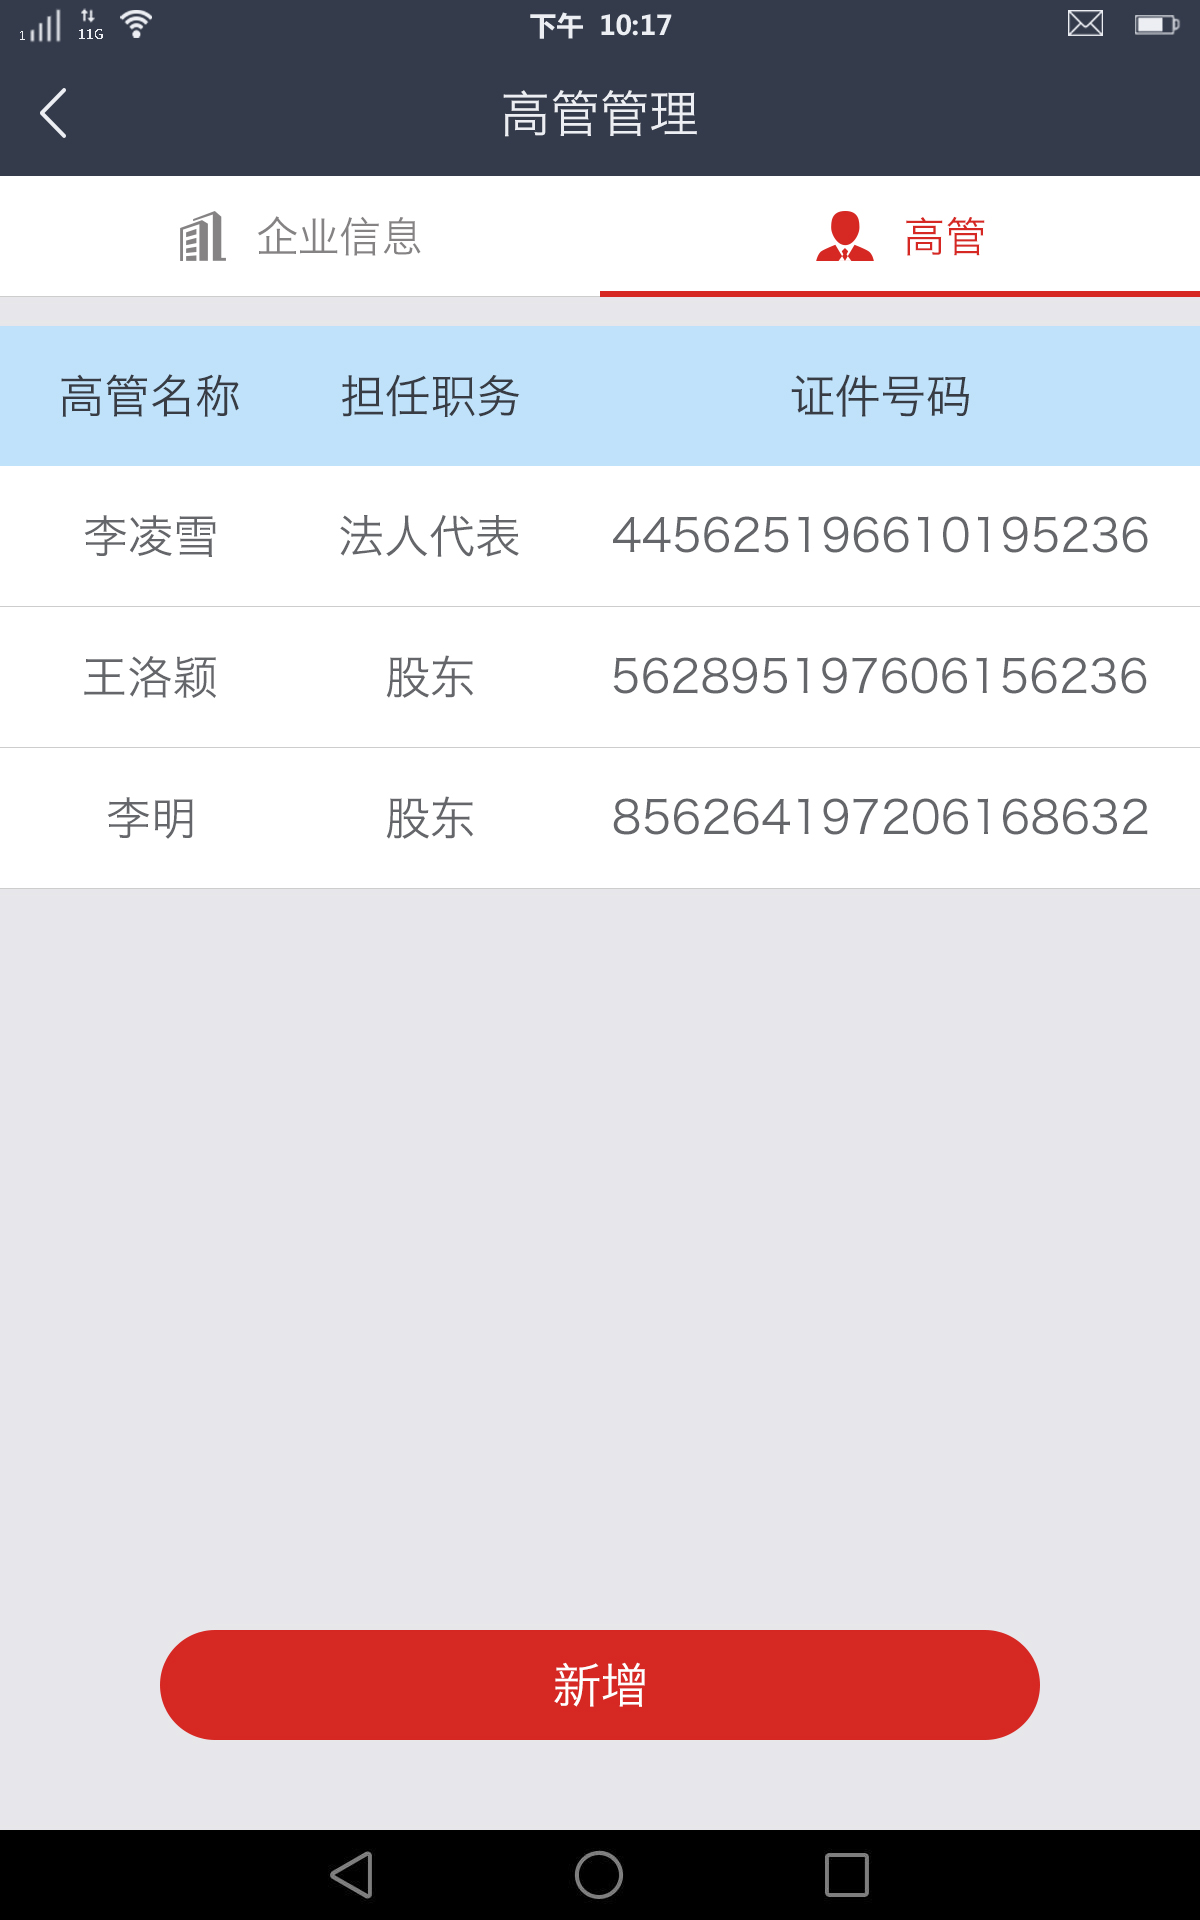 1 11G 下午 10:17
高管管理
企业信息 高管
高管名称 担任职务 证件号码
李凌雪 法人代表 445625196610195236
王洛颖 股东 562895197606156236
李明 股东 856264197206168632
新增